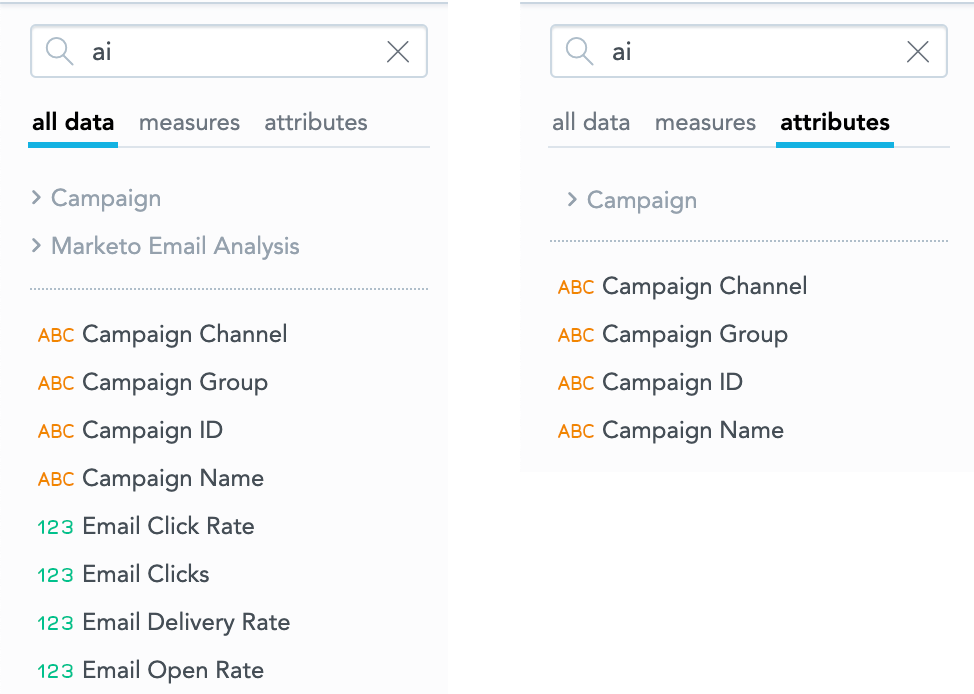 ai
all data measures attributes
Campaign
Marketo Email Analysis
ABC Campaign Channel
ABC Campaign Group
ABC Campaign ID
ABC Campaign Name
123 Email Click Rate
123 Email Clicks
123 Email Delivery Rate
123 Email Open Rate
ai
all data measures attributes
Campaign
ABC Campaign Channel
ABC Campaign Group
ABC Campaign ID
ABC Campaign Name